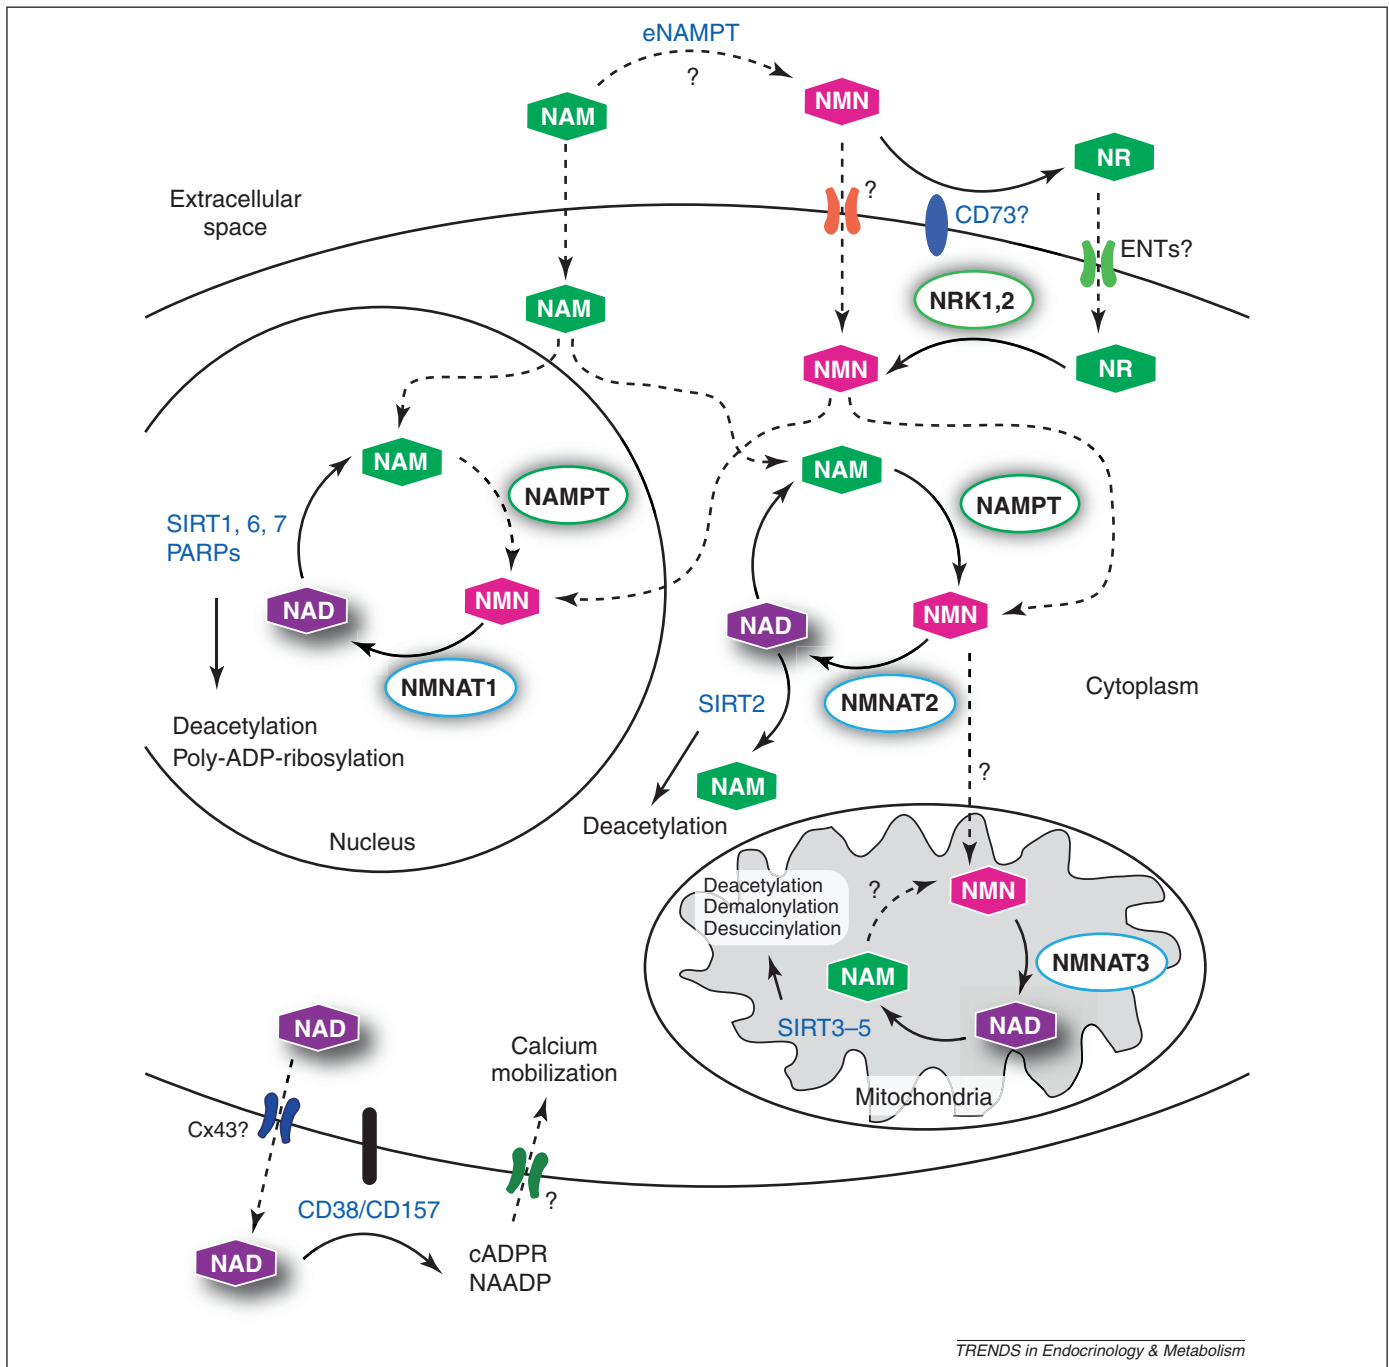 eNAMPT
?
NAM
NMN
NR
Extracellular
space
?
CD73?
ENTs?
NAM
NRK1,2
NMN
NR
NAM
NAMPT
NAM
NAMPT
SIRT1, 6, 7
PARPs
NAD
NMN
NMNAT1
NAD
NMN
NMNAT2
SIRT2
Cytoplasm
Deacetylation
Poly-ADP-ribosylation
NAM
?
Deacetylation
Nucleus
Deacetylation
Demalonylation
Desuccinylation
?
NMN
NMNAT3
NAM
NAD
SIRT3–5
Mitochondria
NAD
Calcium
mobilization
Cx43?
?
CD38/CD157
NAD
cADPR
NAADP
TRENDS in Endocrinology & Metabolism